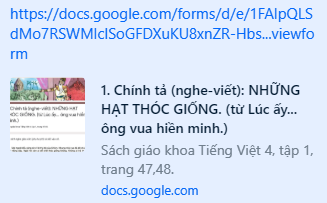 https://docs.google.com/forms/d/e/1FAIpQLS
dMo7RSWMIcISoGFDXuKU8xnZR-Hbs...viewfo
rm
1. Chính tả (nghe-viết): NHỮNG
HẠT THÓC GIỐNG. (từ Lúc ấy...
ông vua hiền minh.)
Sách giáo khoa Tiếng Việt 4, tập 1,
trang 47,48.
docs.google.com